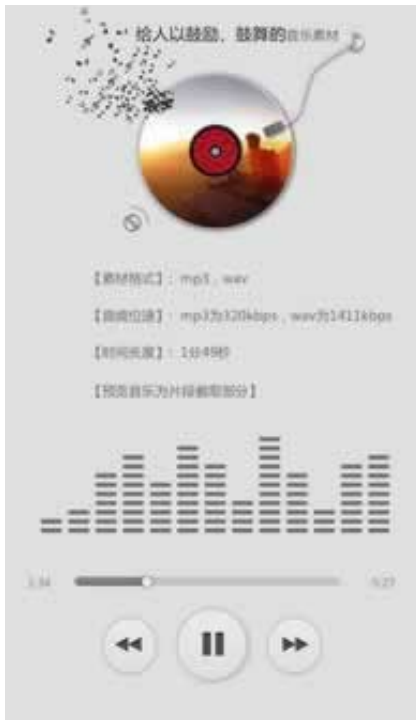 给人以鼓励、鼓舞的音乐素材
【素材格式】：mp3，wav
【音频位速】：mp3为320kbps，wav为1411kbps
【时间长度】：1分49秒
【预览音乐为片段截取部分】